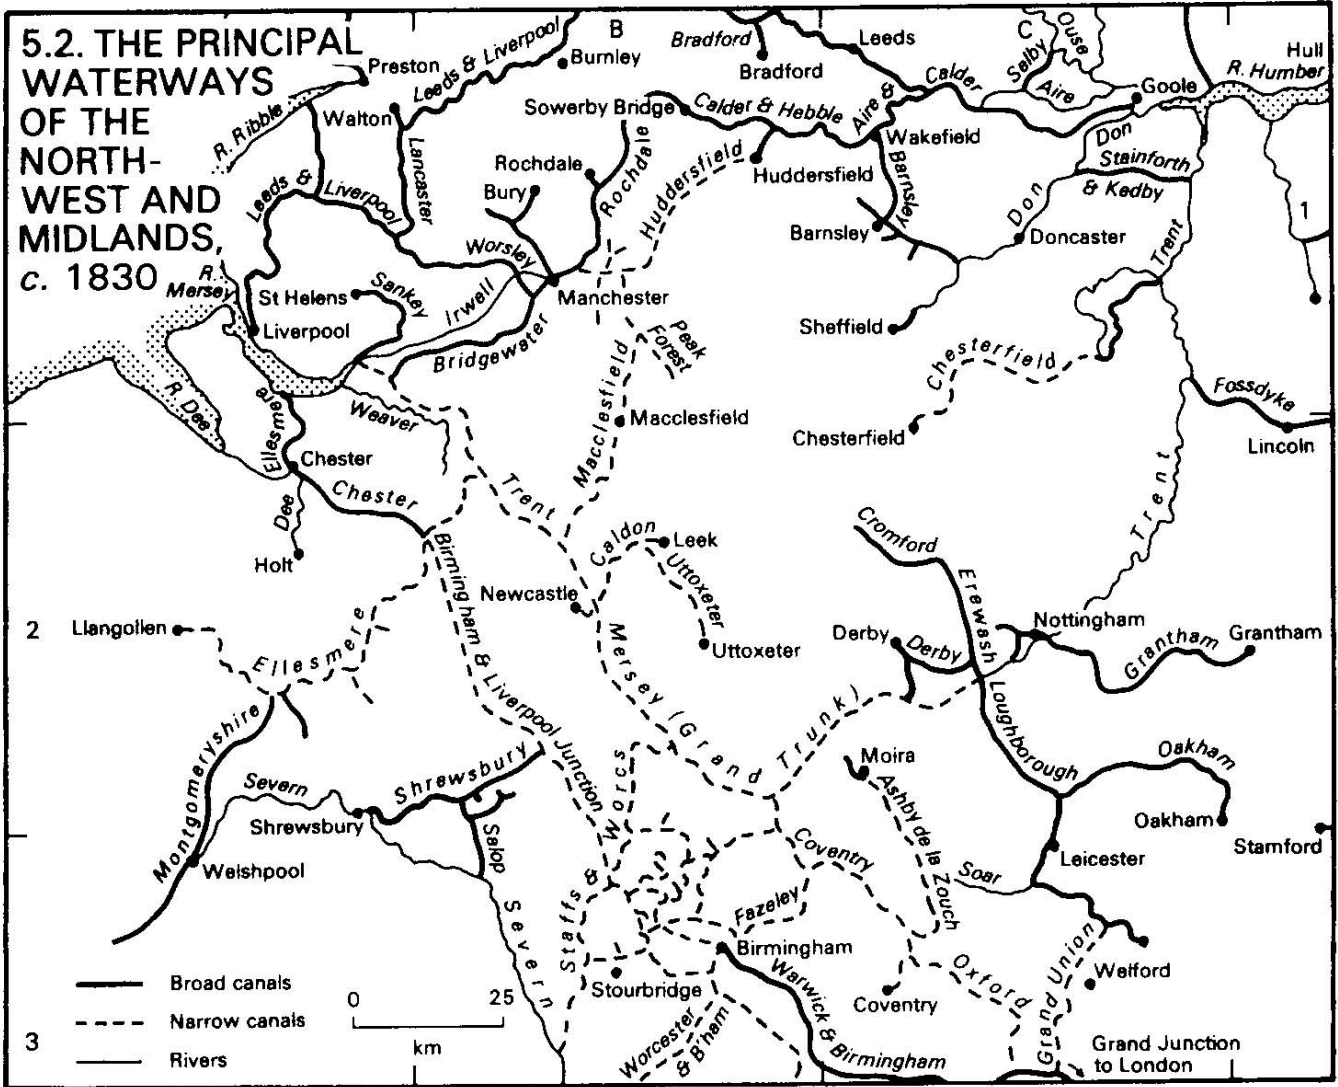 5.2. THE PRINCIPAL
WATERWAYS
OF THE
NORTH-
WEST AND
MIDLANDS,
c. 1830
B
C
1
2
3
Preston
R. Ribble
Walton
Leeds & Liverpool
Burnley
Bradford
Bradford
Leeds
Selby
Ouse
Aire
Goole
Hull
R. Humber
Sowerby Bridge
Calder & Hebble
Aire &
Calder
Wakefield
Don
Stainforth
& Kedby
Lancaster
Rochdale
Bury
Rochdale
Huddersfield
Huddersfield
Barnsley
Barnsley
Don
Doncaster
Trent
Leeds &
Liverpool
Worsley
R.
Mersey
St Helens
Sankey
Irwell
Manchester
Liverpool
Bridgewater
Peak
Forest
Sheffield
Chesterfield
Chesterfield
Macclesfield
Macclesfield
Fossdyke
Lincoln
R. Dee
Ellesmere
Weaver
Chester
Chester
Dee
Holt
Trent
Trent
Cromford
Caldon
Leek
Uttoxeter
Uttoxeter
Newcastle
Birmingham & Liverpool Junction
Llangollen
Ellesmere
Mersey (Grand
Trunk)
Derby
Derby
Erewash
Nottingham
Grantham
Grantham
Loughborough
Montgomeryshire
Severn
Shrewsbury
Shrewsbury
Staffs &
Worcs
Moira
Ashby de la Zouch
Oakham
Oakham
Stamford
Welshpool
Salop
Coventry
Leicester
Soar
Severn
Fazeley
Birmingham
Stourbridge
Warwick & Birmingham
Worcester
& B'ham
Coventry
Oxford
Grand Union
Welford
Grand Junction
to London
Broad canals
Narrow canals
Rivers
0 25
km